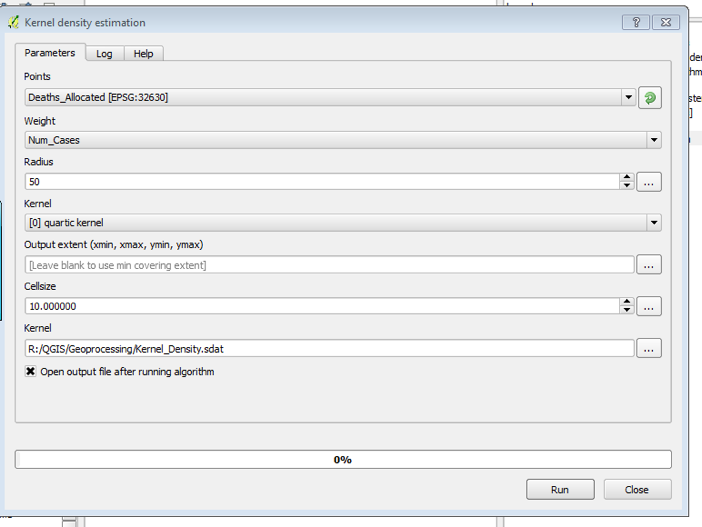 Kernel density estimation
Parameters Log Help
Points
Deaths_Allocated [EPSG:32630]
Weight
Num_Cases
Radius
50
...
Kernel
[0] quartic kernel
Output extent (xmin, xmax, ymin, ymax)
[Leave blank to use min covering extent]
...
Cellsize
10.000000
...
Kernel
R:/QGIS/Geoprocessing/Kernel_Density.sdat
...
Open output file after running algorithm
0%
Run Close